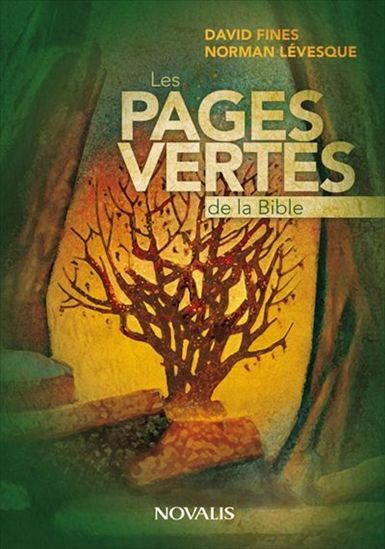 DAVID FINES
NORMAN LÉVESQUE
Les
PAGES
VERTES
de la Bible
NOVALIS